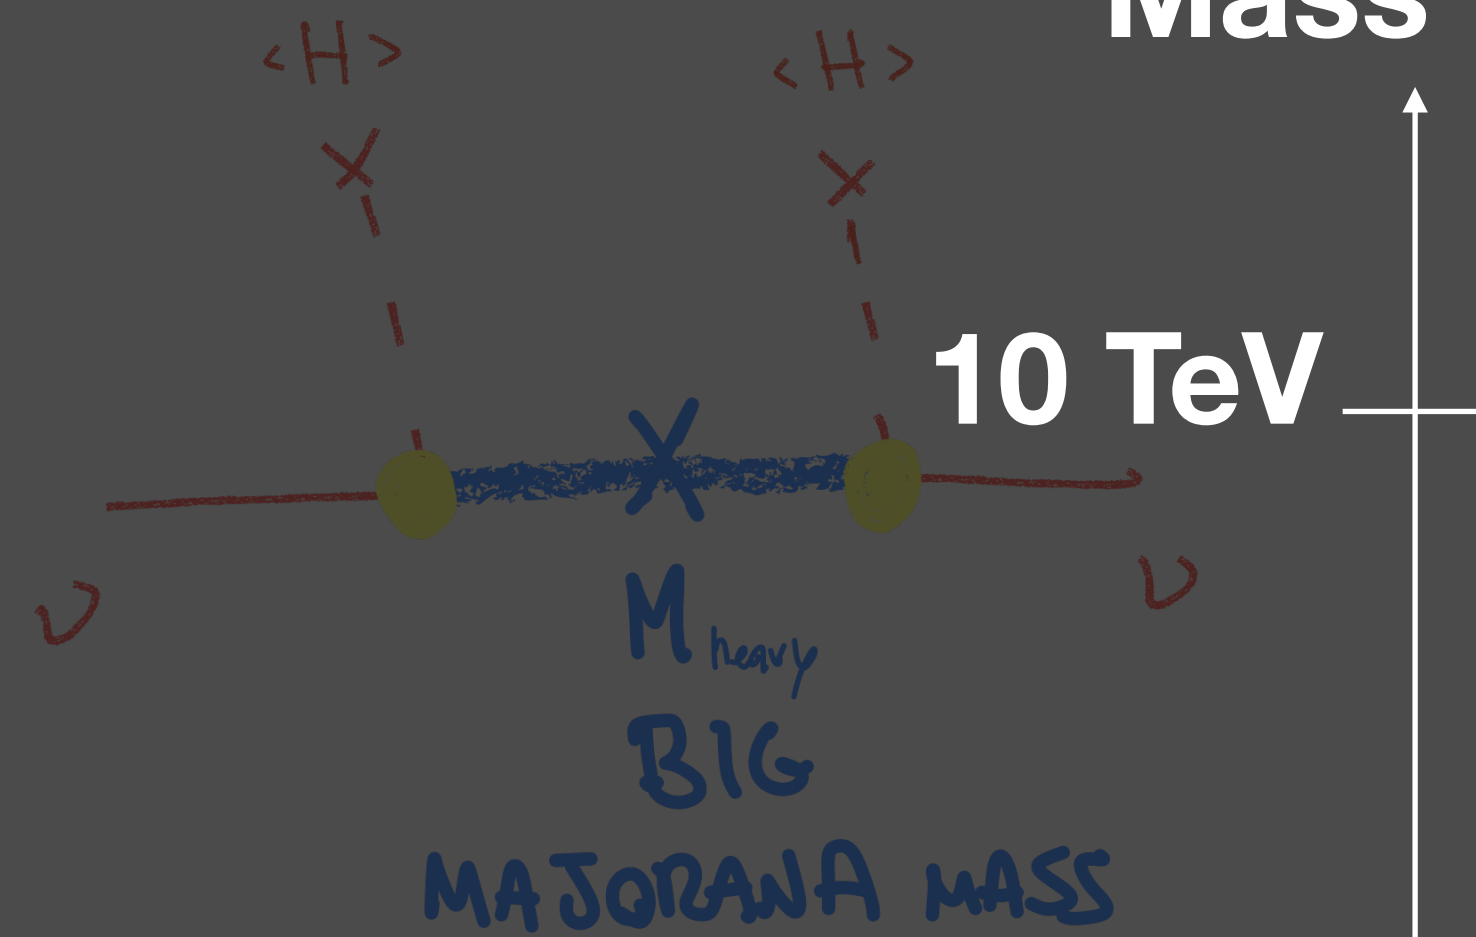 Mass
<H> <H>
10 TeV
ν ν
M heavy
BIG
MAJORANA MASS